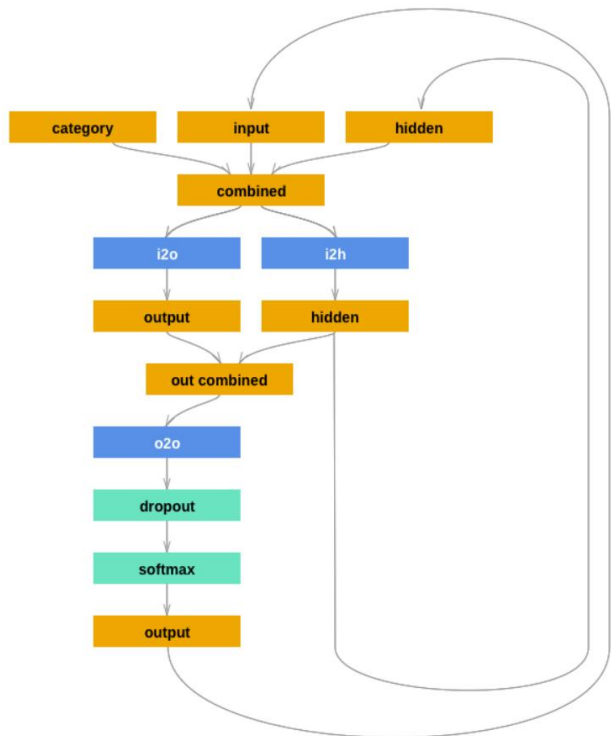 category
input
hidden
combined
i2o
i2h
output
hidden
out combined
o2o
dropout
softmax
output